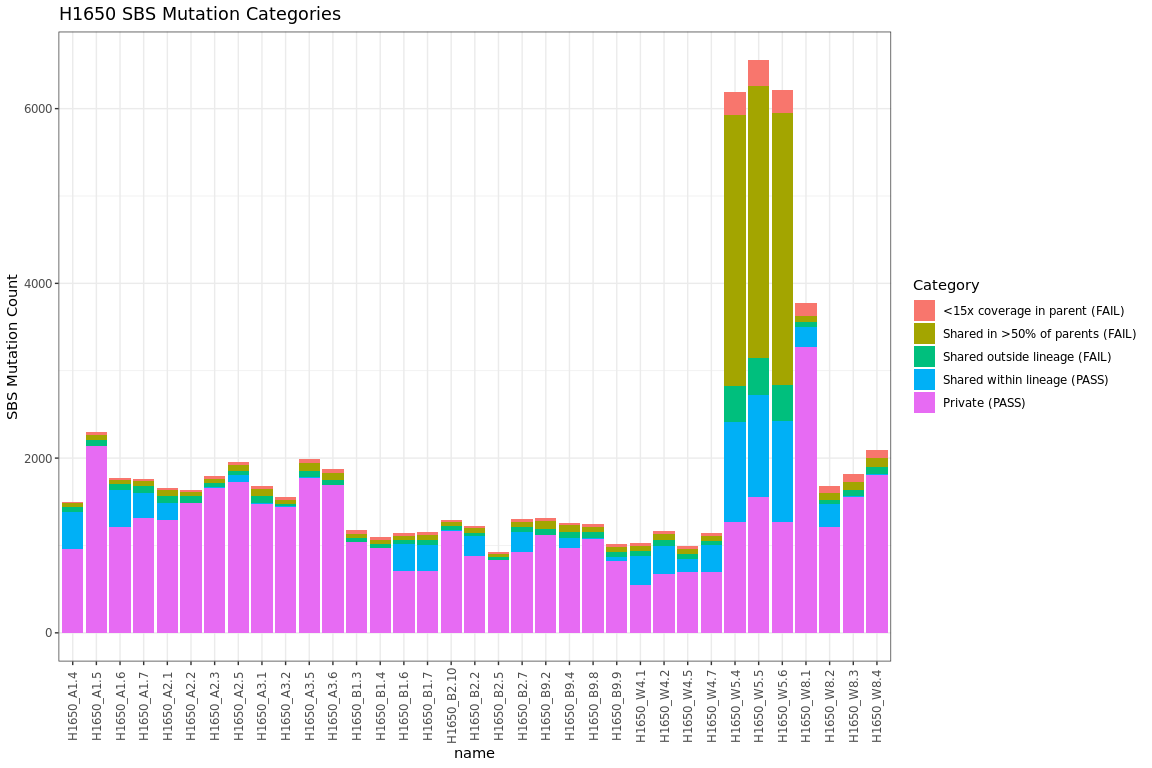 H1650 SBS Mutation Categories
SBS Mutation Count
6000
4000
2000
0
H1650_A1.4
H1650_A1.5
H1650_A1.6
H1650_A1.7
H1650_A2.1
H1650_A2.2
H1650_A2.3
H1650_A2.5
H1650_A3.1
H1650_A3.2
H1650_A3.5
H1650_A3.6
H1650_B1.3
H1650_B1.4
H1650_B1.6
H1650_B1.7
H1650_B2.10
H1650_B2.2
H1650_B2.5
H1650_B2.7
H1650_B9.2
H1650_B9.4
H1650_B9.8
H1650_B9.9
H1650_W4.1
H1650_W4.2
H1650_W4.5
H1650_W4.7
H1650_W5.4
H1650_W5.5
H1650_W5.6
H1650_W8.1
H1650_W8.2
H1650_W8.3
H1650_W8.4
name
Category
<15x coverage in parent (FAIL)
Shared in >50% of parents (FAIL)
Shared outside lineage (FAIL)
Shared within lineage (PASS)
Private (PASS)